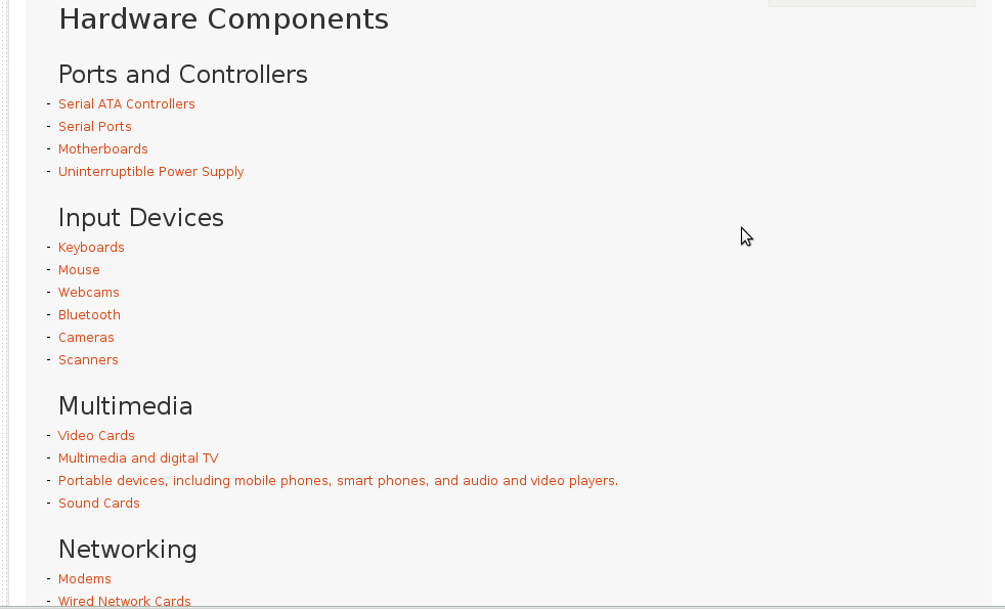 Hardware Components
Ports and Controllers
- Serial ATA Controllers
- Serial Ports
- Motherboards
- Uninterruptible Power Supply
Input Devices
- Keyboards
- Mouse
- Webcams
- Bluetooth
- Cameras
- Scanners
Multimedia
- Video Cards
- Multimedia and digital TV
- Portable devices, including mobile phones, smart phones, and audio and video players.
- Sound Cards
Networking
- Modems
- Wired Network Cards